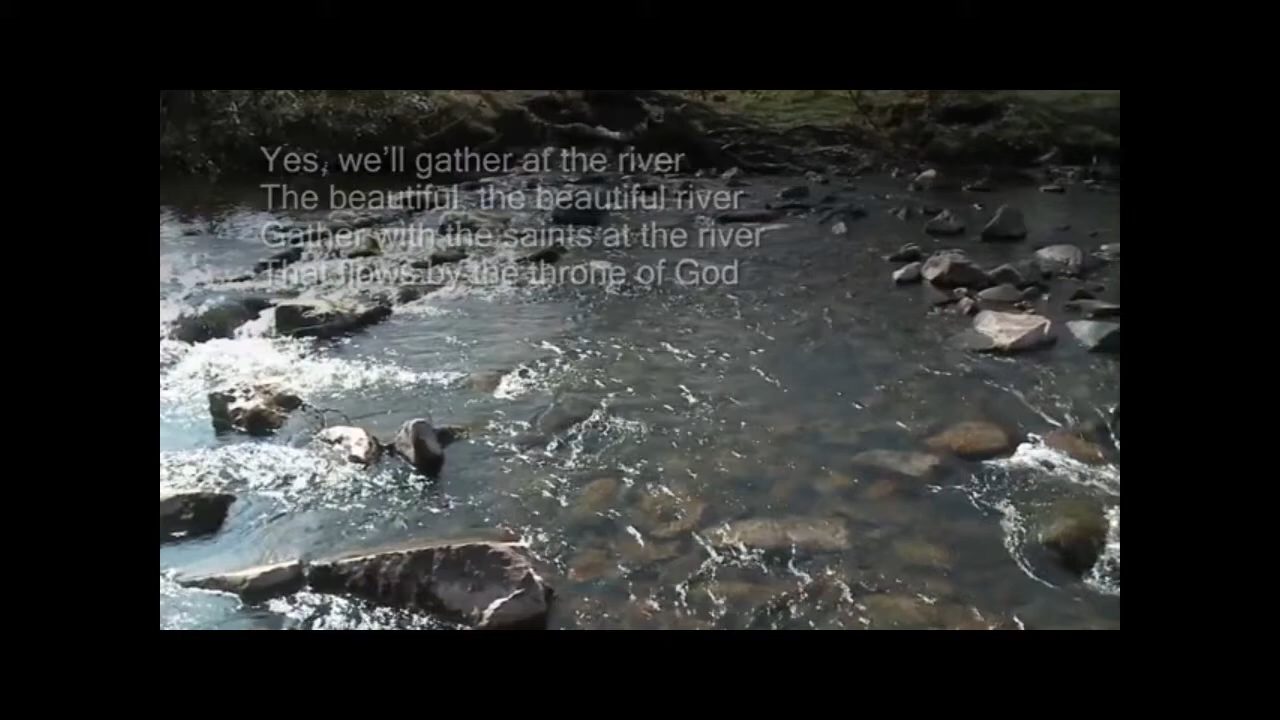 Yes, we'll gather at the river
The beautiful, the beautiful river
Gather with the saints at the river
That flows by the throne of God